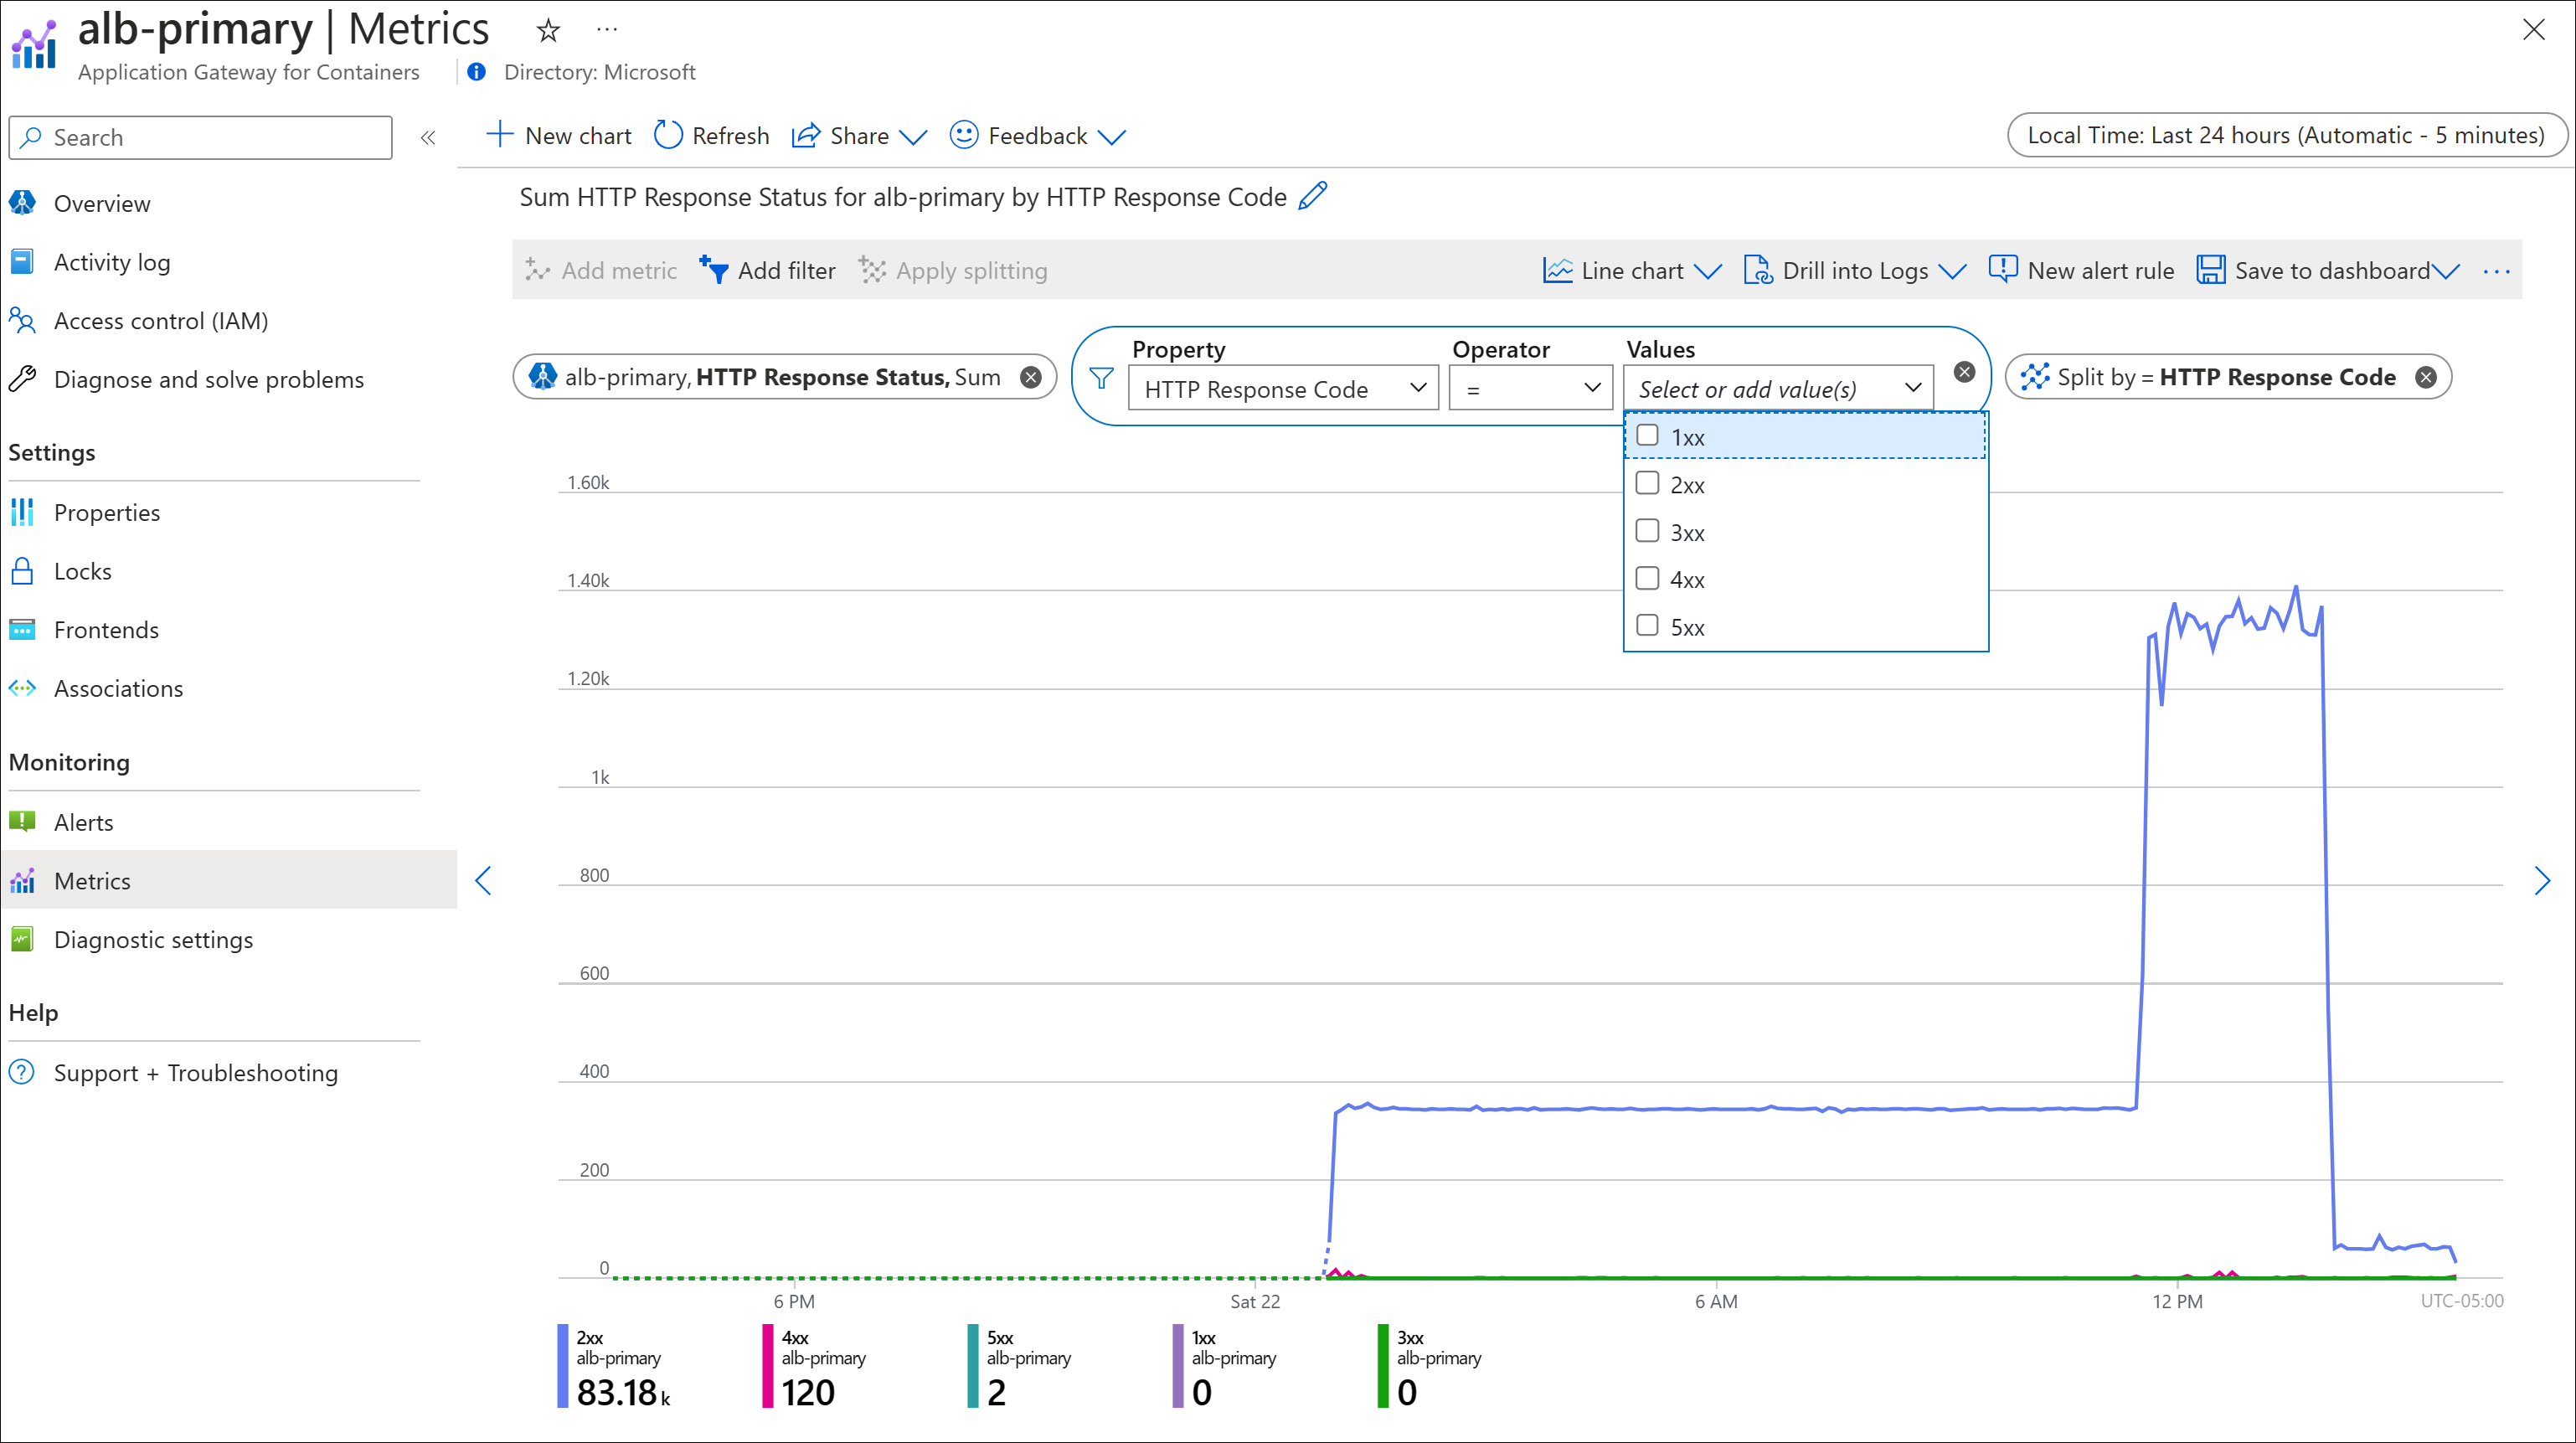 alb-primary | Metrics
Application Gateway for Containers
Directory: Microsoft
Search
Overview
Activity log
Access control (IAM)
Diagnose and solve problems
Settings
Properties
Locks
Frontends
Associations
Monitoring
Alerts
Metrics
Diagnostic settings
Help
Support + Troubleshooting
New chart
Refresh
Share
Feedback
Local Time: Last 24 hours (Automatic - 5 minutes)
Sum HTTP Response Status for alb-primary by HTTP Response Code
Add metric
Add filter
Apply splitting
Line chart
Drill into Logs
New alert rule
Save to dashboard
alb-primary, HTTP Response Status, Sum
Property
HTTP Response Code
Operator
=
Values
Select or add value(s)
1xx
2xx
3xx
4xx
5xx
Split by = HTTP Response Code
1.60k
1.40k
1.20k
1k
800
600
400
200
0
6 PM
Sat 22
6 AM
12 PM
UTC-05:00
2xx
alb-primary
83.18 k
4xx
alb-primary
120
5xx
alb-primary
2
1xx
alb-primary
0
3xx
alb-primary
0